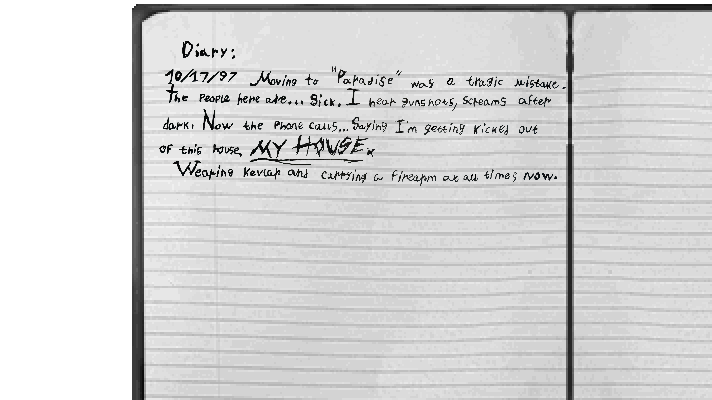 Diary:
10/17/97 Moving to "Paradise" was a tragic mistake.
The people here are... sick. I hear gunshots, screams after
dark. Now the phone calls... Saying I'm getting kicked out
of this house, MY HOUSE.
Wearing kevlar and carrying a firearm at all times now.